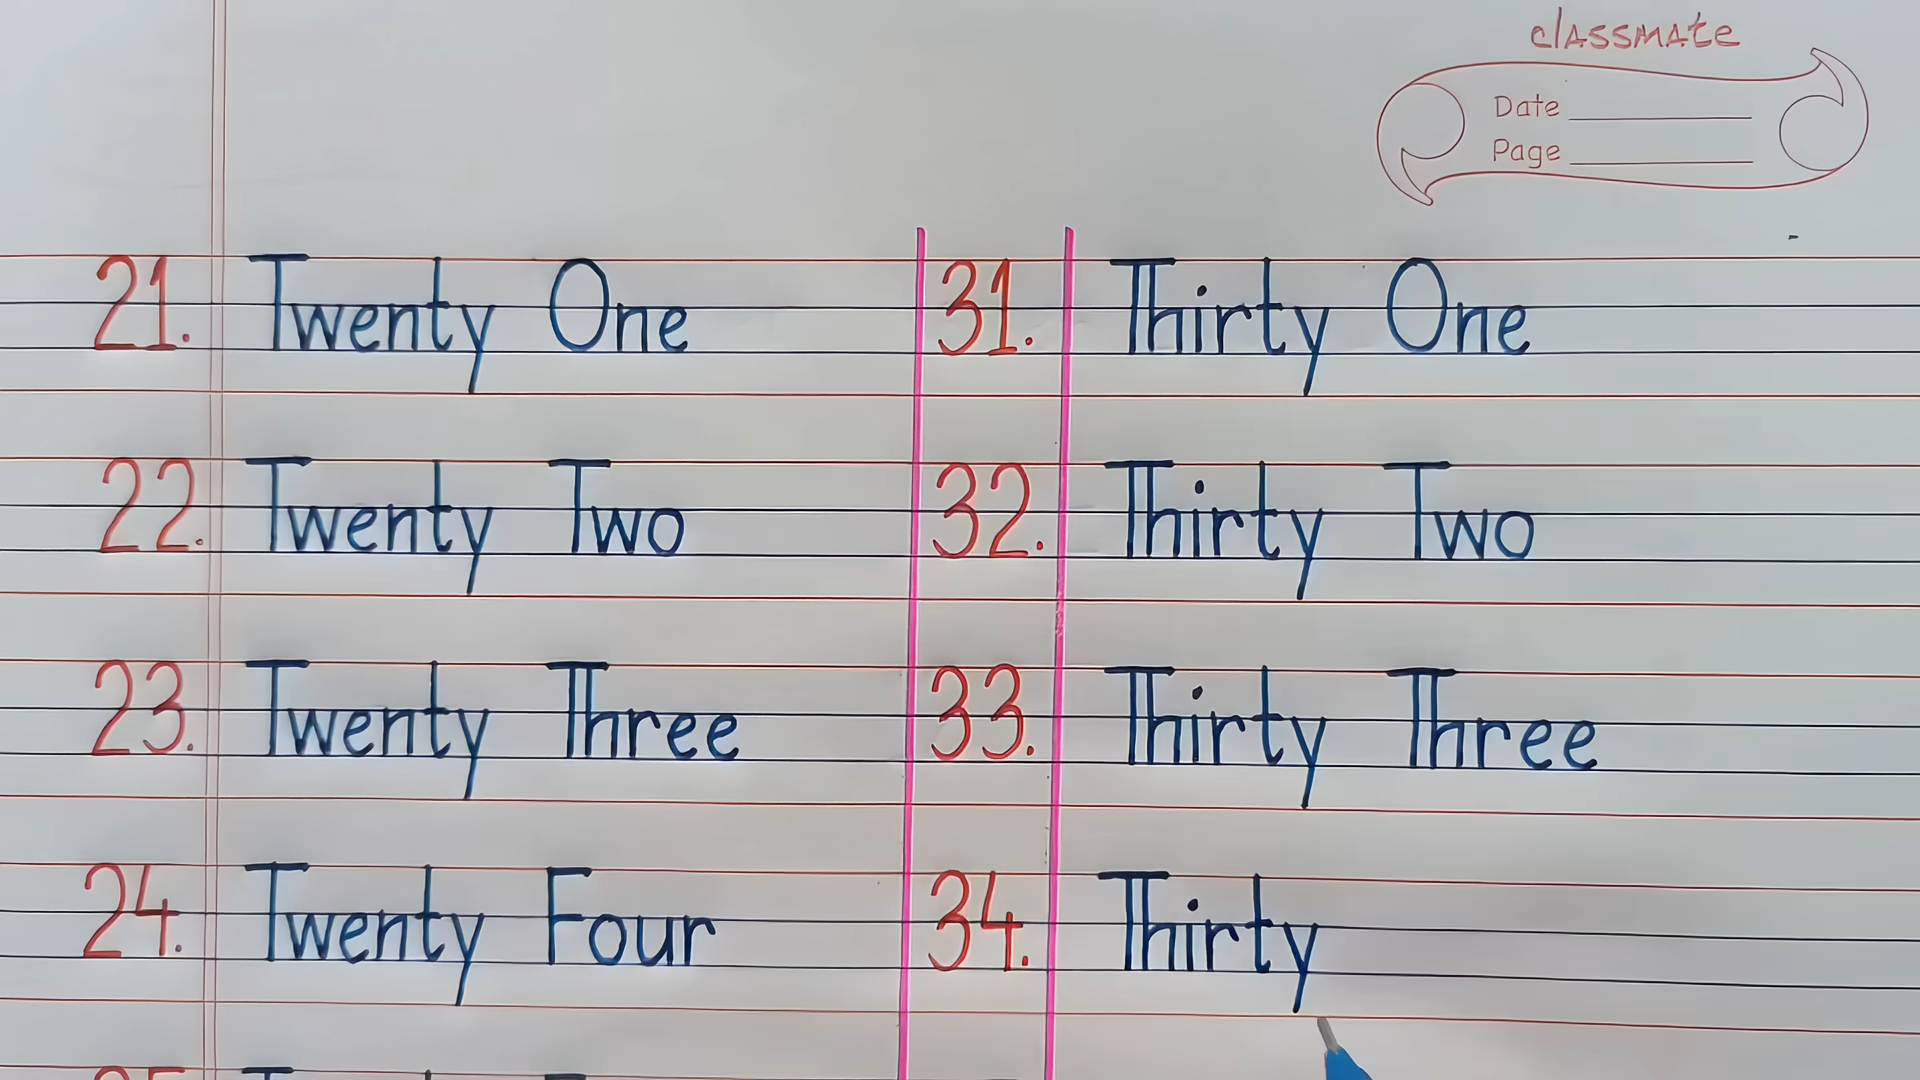 classmate
Date
Page
21. Twenty One 31. Thirty One
22. Twenty Two 32. Thirty Two
23. Twenty Three 33. Thirty Three
24. Twenty Four 34. Thirty